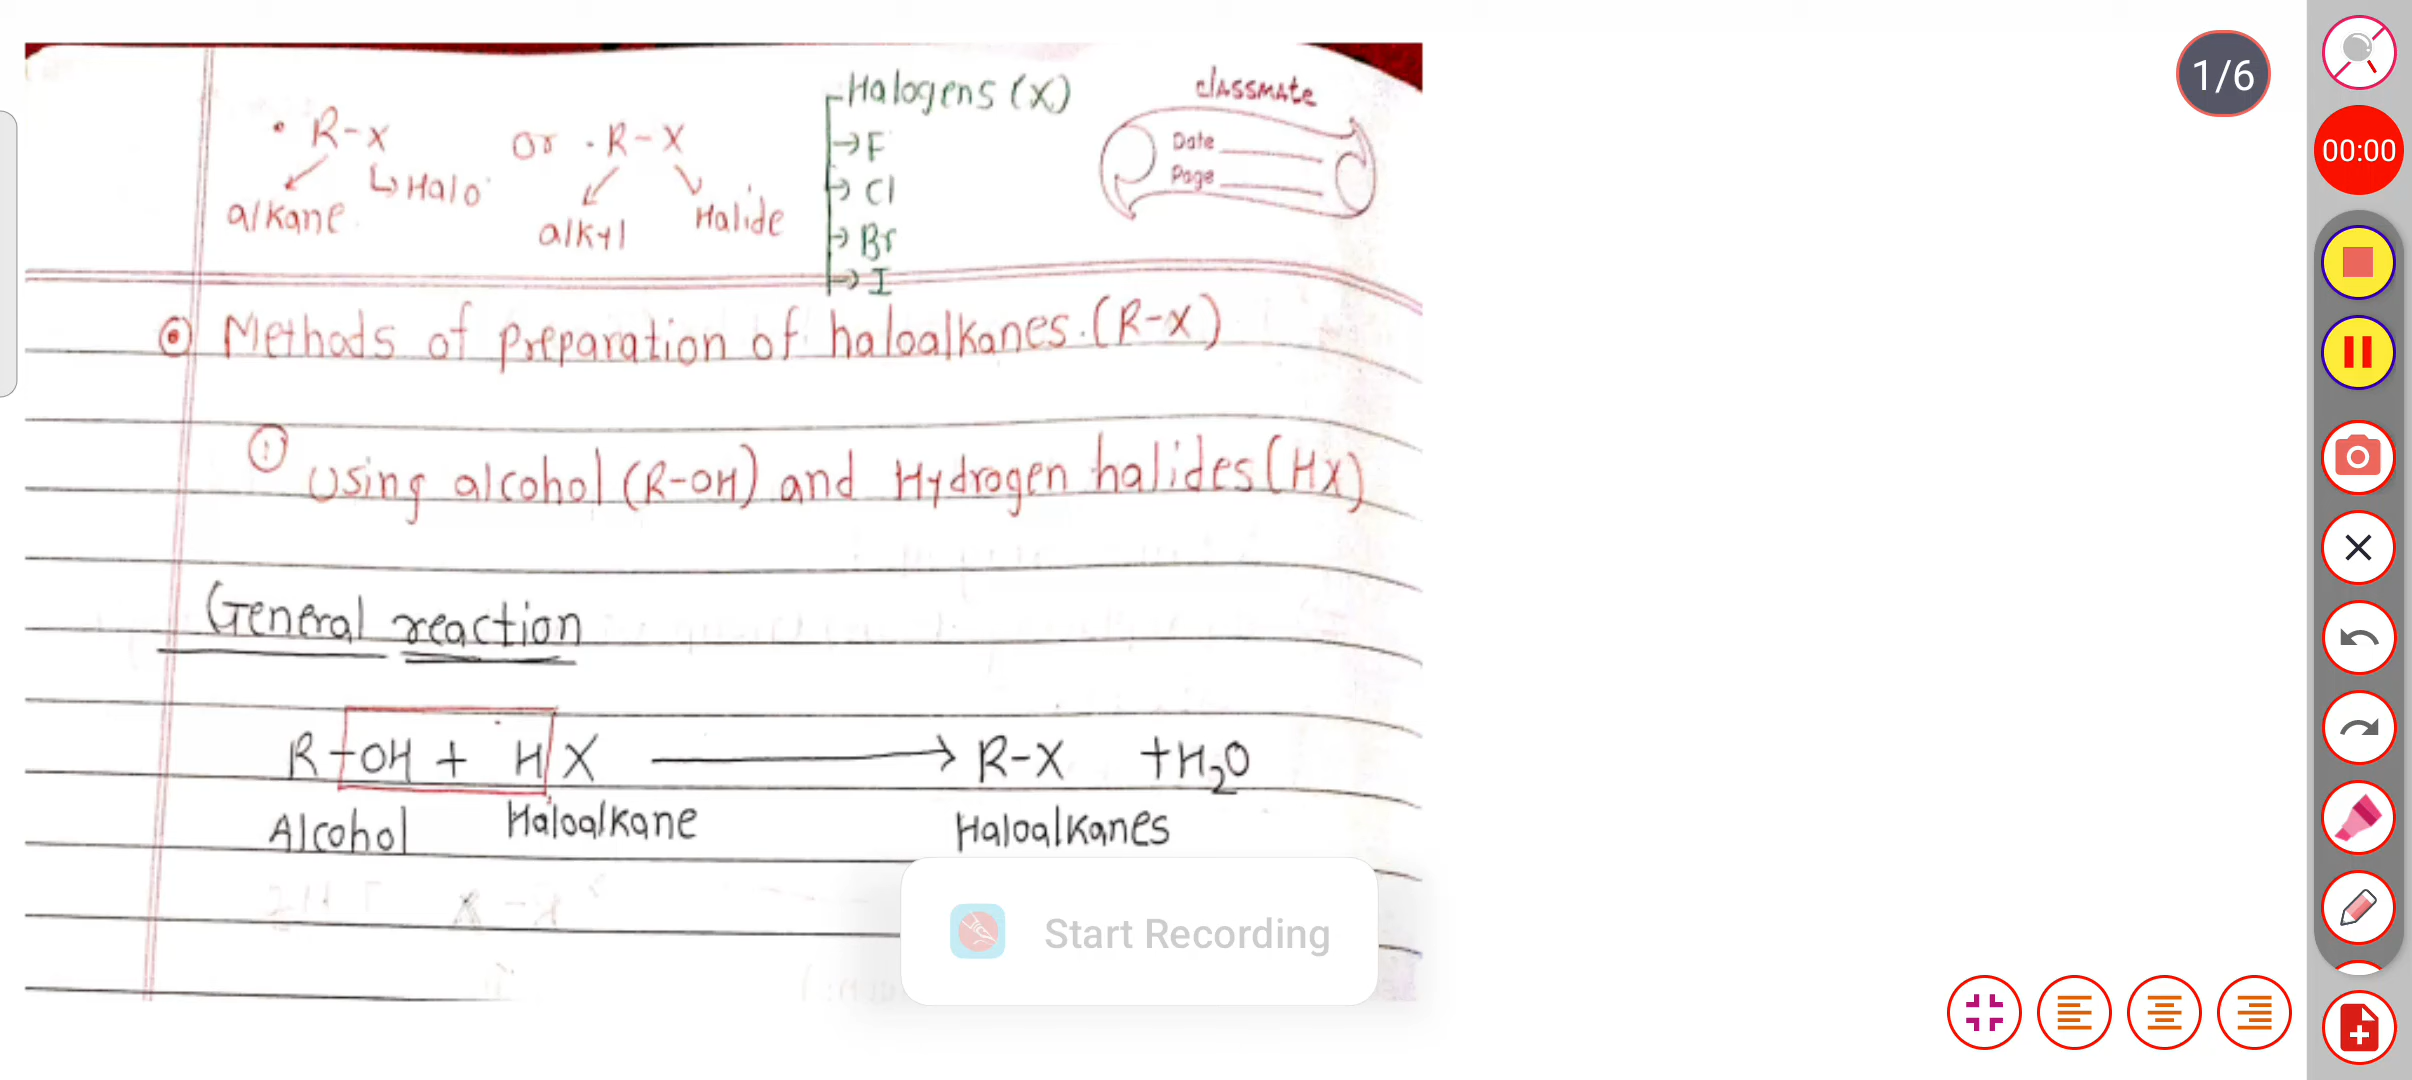 Halogens (X)
classmate
• R-X or . R-X
→ F
Date
Halo
→ Cl
Page
alkane. alkyl Halide
→ Br
→ I
Methods of preparation of haloalkanes. (R-X)
① Using alcohol (R-OH) and Hydrogen halides (HX)
General reaction
R-OH + HX → R-X + H₂O
Alcohol Haloalkane Haloalkanes
Start Recording
1/6
00:00